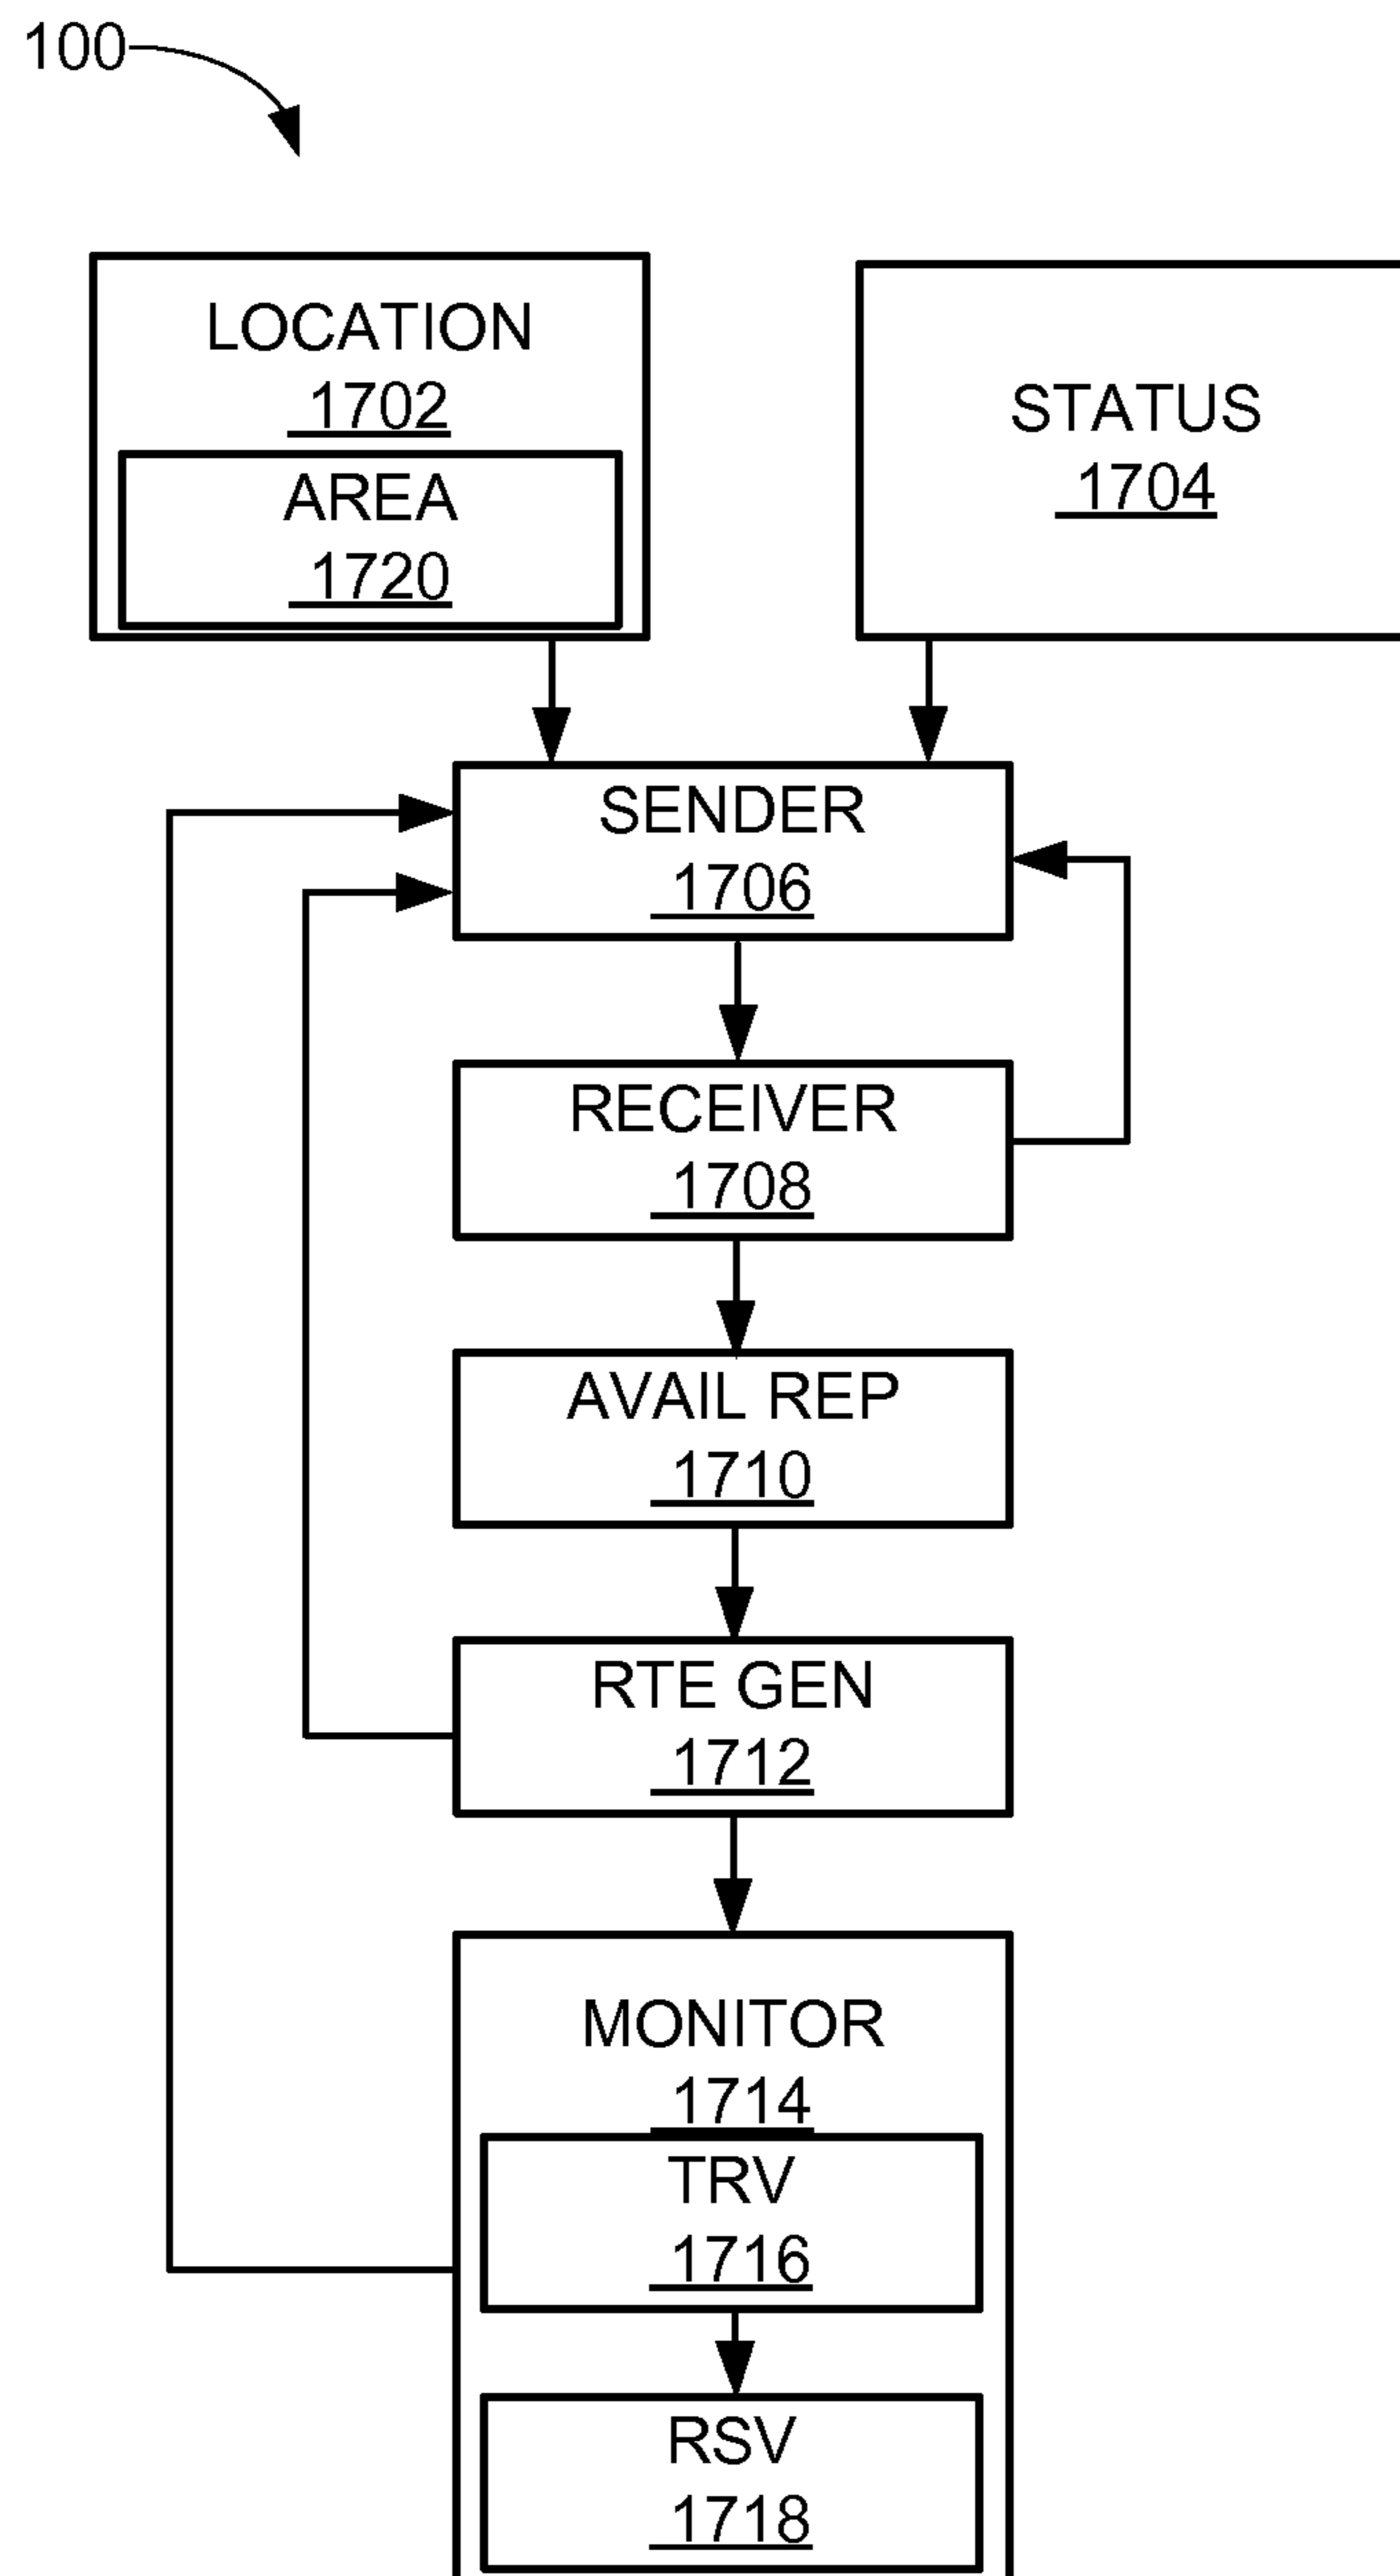 100
LOCATION
1702
AREA
1720
STATUS
1704
SENDER
1706
RECEIVER
1708
AVAIL REP
1710
RTE GEN
1712
MONITOR
1714
TRV
1716
RSV
1718